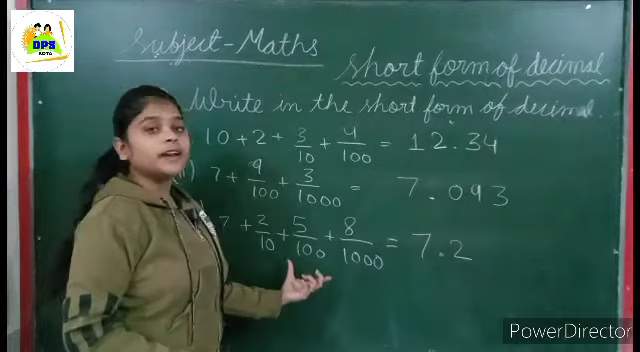 DPS
KOTA
Subject-Maths
Short form of decimal
Write in the short form of decimal.
10 + 2 + 3/10 + 4/100 = 12.34
7 + 9/100 + 3/1000 = 7.093
7 + 2/10 + 5/100 + 8/1000 = 7.2
PowerDirector